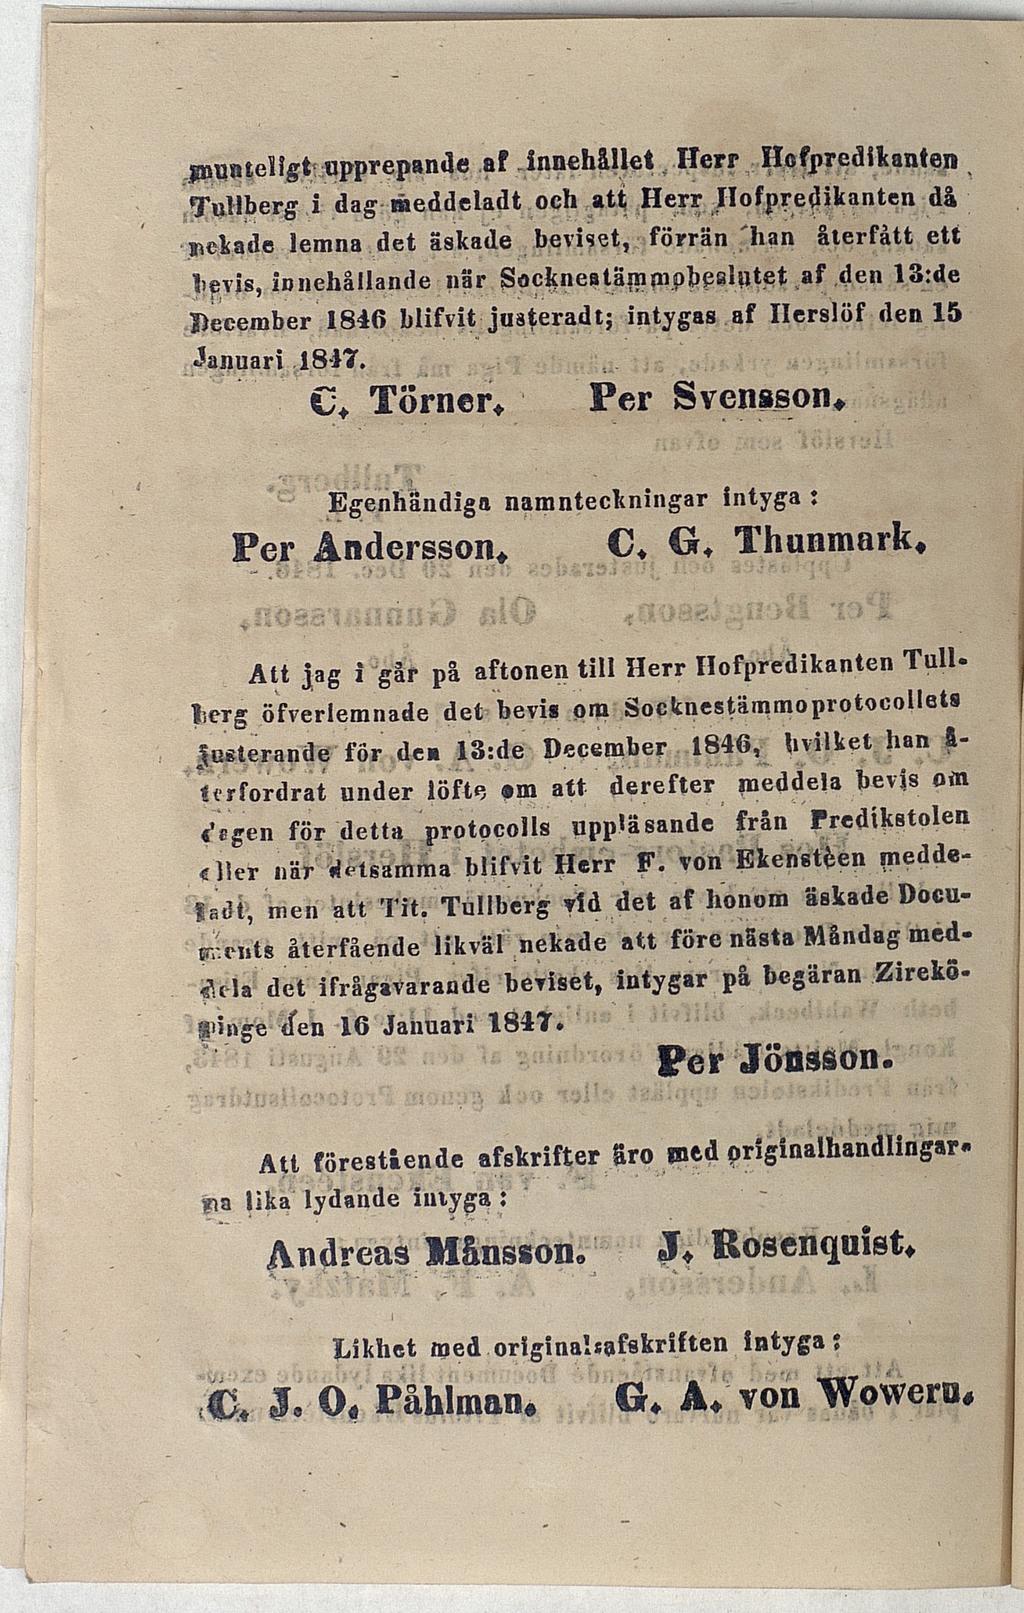 munteligt upprepande af innehållet Herr Hofpredikanten
Tullberg i dag meddeladt och att Herr Hofpredikanten då
nekade lemna det äskade beviset, förrän han återfått ett
bevis, innehållande när Socknestämmobeslutet af den 13:de
December 1846 blifvit justeradt; intygas af Herslöf den 15
Januari 1847.
C. Törner. Per Svensson.
Egenhändiga namnteckningar intyga:
Per Andersson. C. G. Thunmark.
Att jag i går på aftonen till Herr Hofpredikanten Tull-
berg öfverlemnade det bevis om Socknestämmoprotocollets
justerande för den 13:de December 1846, hvilket han å-
terfordrat under löfte om att derefter meddela bevis om
dagen för detta protocolls uppläsande från Predikstolen
eller när detsamma blifvit Herr F. von Ekensteen medde-
ladt, men att Tit. Tullberg vid det af honom äskade Docu-
ments återfående likväl nekade att före nästa Måndag med-
dela det ifrågavarande beviset, intygar på begäran Zirekö-
pinge den 16 Januari 1847.
Per Jönsson.
Att förestående afskrifter äro med originalhandlingar-
na lika lydande intyga:
Andreas Månsson. J. Rosenquist.
Likhet med originalsafskriften intyga:
C. J. O. Påhlman. G. A. von Wowern.